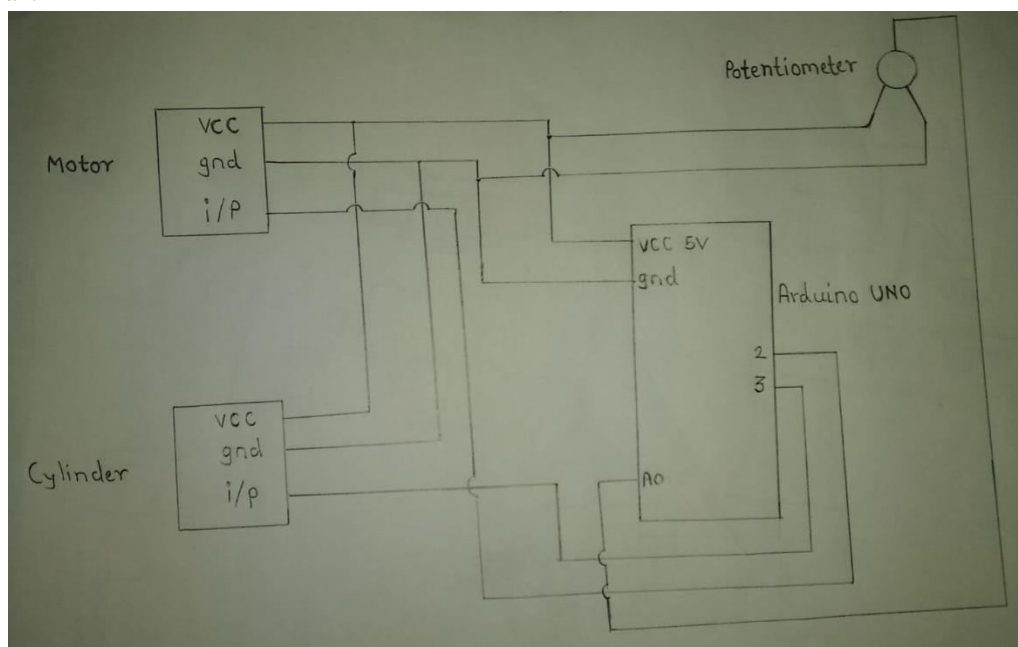 Potentiometer
Motor
VCC
gnd
i/P
VCC 5V
gnd
Arduino UNO
2
3
A0
Cylinder
VCC
gnd
i/p